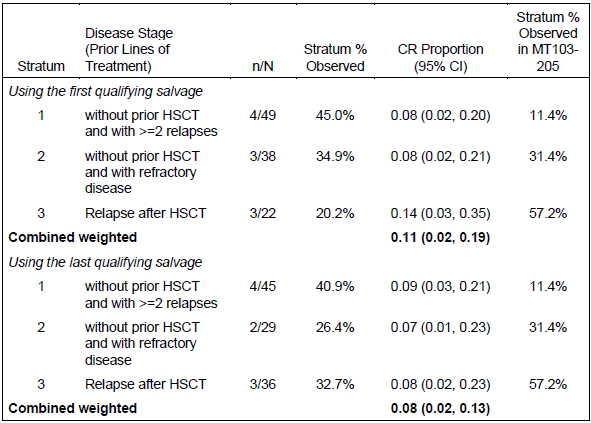 Stratum Disease Stage (Prior Lines of Treatment) n/N Stratum % Observed CR Proportion (95% CI) Stratum % Observed in MT103-205
Using the first qualifying salvage
1 without prior HSCT and with >=2 relapses 4/49 45.0% 0.08 (0.02, 0.20) 11.4%
2 without prior HSCT and with refractory disease 3/38 34.9% 0.08 (0.02, 0.21) 31.4%
3 Relapse after HSCT 3/22 20.2% 0.14 (0.03, 0.35) 57.2%
Combined weighted 0.11 (0.02, 0.19)
Using the last qualifying salvage
1 without prior HSCT and with >=2 relapses 4/45 40.9% 0.09 (0.03, 0.21) 11.4%
2 without prior HSCT and with refractory disease 2/29 26.4% 0.07 (0.01, 0.23) 31.4%
3 Relapse after HSCT 3/36 32.7% 0.08 (0.02, 0.23) 57.2%
Combined weighted 0.08 (0.02, 0.13)